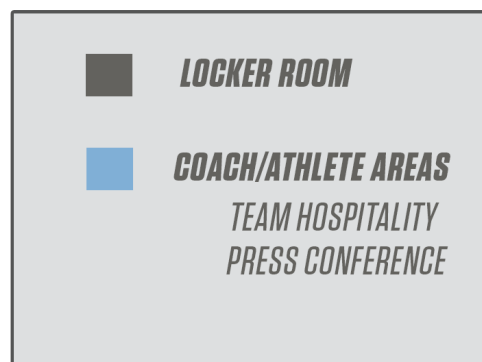 LOCKER ROOM
COACH/ATHLETE AREAS
TEAM HOSPITALITY
PRESS CONFERENCE